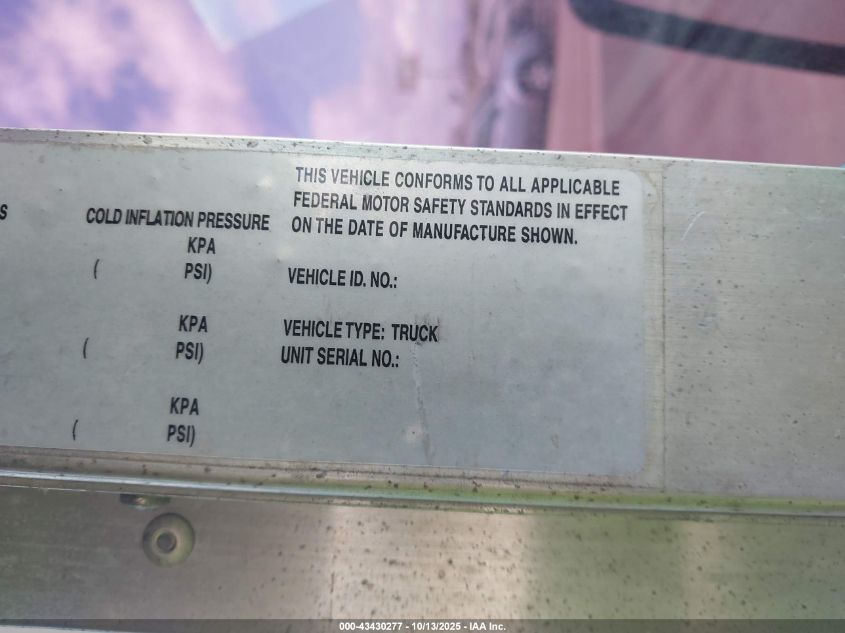 S
COLD INFLATION PRESSURE
KPA
( PSI)
KPA
( PSI)
KPA
( PSI)
THIS VEHICLE CONFORMS TO ALL APPLICABLE
FEDERAL MOTOR SAFETY STANDARDS IN EFFECT
ON THE DATE OF MANUFACTURE SHOWN.
VEHICLE ID. NO.:
VEHICLE TYPE: TRUCK
UNIT SERIAL NO.:
000-43430277 - 10/13/2025 - IAA Inc.